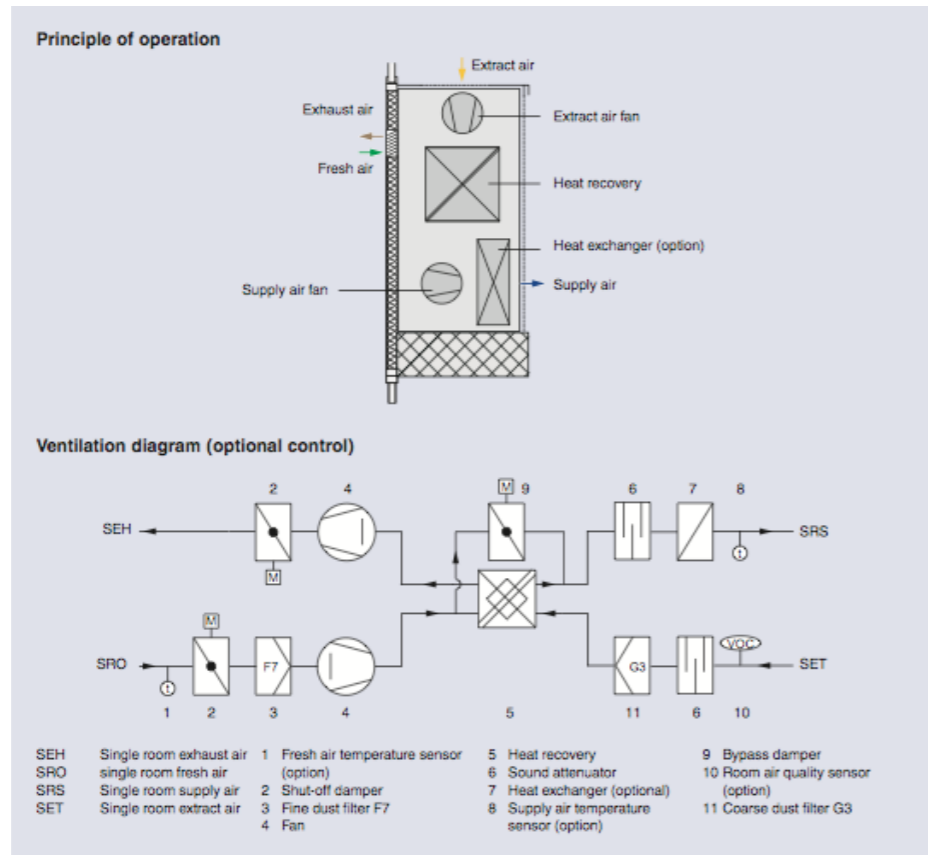 Principle of operation
Extract air
Exhaust air
Extract air fan
Fresh air
Heat recovery
Heat exchanger (option)
Supply air fan
Supply air
Ventilation diagram (optional control)
2 4 M 9 6 7 8
SEH SRS
M t
M
SRO F7 G3 VOC SET
t
1 2 3 4 5 11 6 10
SEH Single room exhaust air
SRO single room fresh air
SRS Single room supply air
SET Single room extract air
1 Fresh air temperature sensor
(option)
2 Shut-off damper
3 Fine dust filter F7
4 Fan
5 Heat recovery
6 Sound attenuator
7 Heat exchanger (optional)
8 Supply air temperature
sensor (option)
9 Bypass damper
10 Room air quality sensor
(option)
11 Coarse dust filter G3